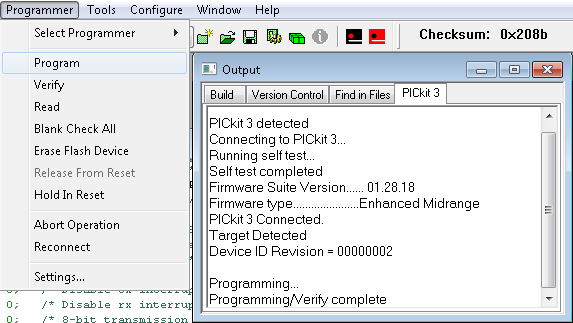 Programmer Tools Configure Window Help
Select Programmer
Checksum: 0x208b
Program
Verify
Read
Blank Check All
Erase Flash Device
Release From Reset
Hold In Reset
Abort Operation
Reconnect
Settings...
Output
Build Version Control Find in Files PICkit 3
PICkit 3 detected
Connecting to PICkit 3...
Running self test...
Self test completed
Firmware Suite Version...... 01.28.18
Firmware type......................Enhanced Midrange
PICkit 3 Connected.
Target Detected
Device ID Revision = 00000002
Programming...
Programming/Verify complete
0; /* Disable rx interrup
0; /* 8-bit transmission